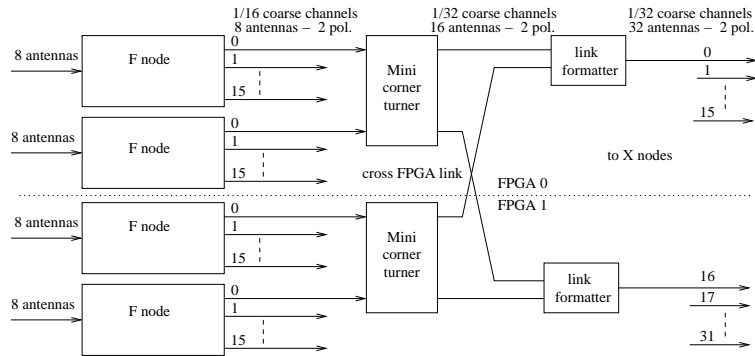 1/16 coarse channels
8 antennas – 2 pol.
1/32 coarse channels
16 antennas – 2 pol.
1/32 coarse channels
32 antennas – 2 pol.
8 antennas
F node
0
1
15
Mini
corner
turner
link
formatter
0
1
15
8 antennas
F node
0
1
15
cross FPGA link
to X nodes
FPGA 0
FPGA 1
8 antennas
F node
0
1
15
Mini
corner
turner
link
formatter
16
17
31
8 antennas
F node
0
1
15